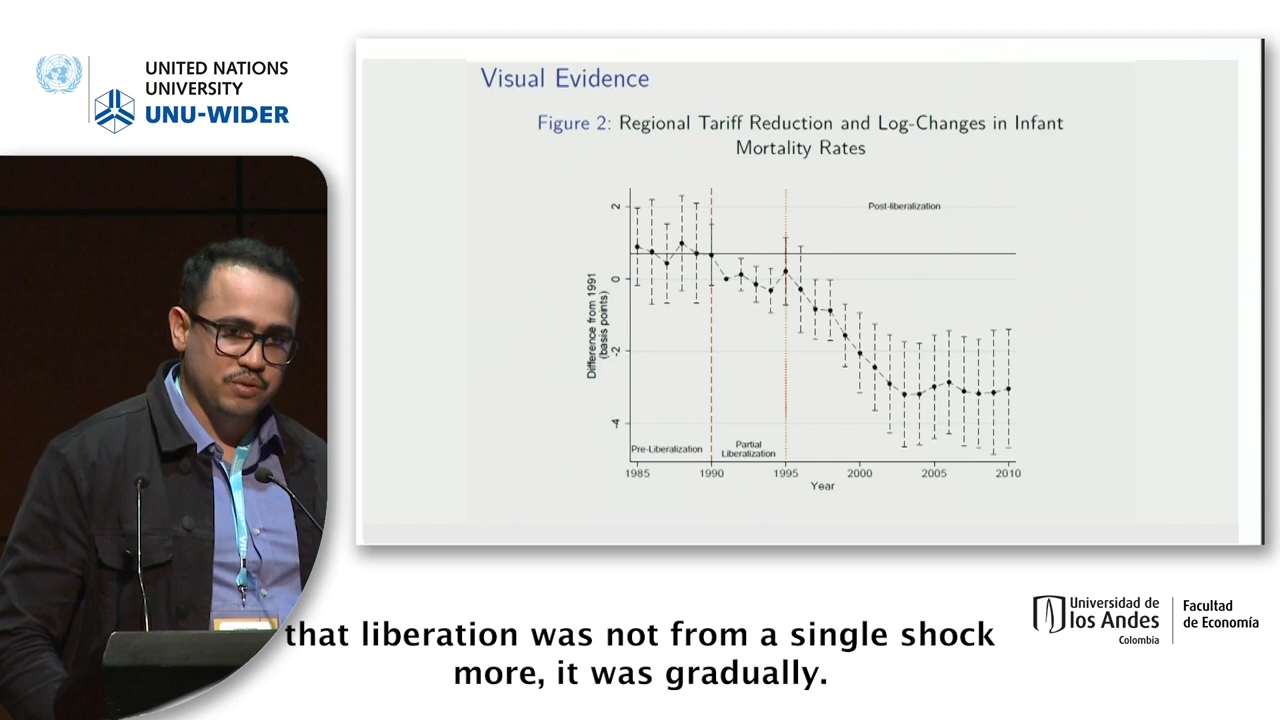 UNITED NATIONS
UNIVERSITY
UNU-WIDER
Visual Evidence
Figure 2: Regional Tariff Reduction and Log-Changes in Infant
Mortality Rates
Post-liberalization
2
0
-2
-4
Difference from 1991
(basis points)
Pre-Liberalization
Partial
Liberalization
1985
1990
1995
2000
2005
2010
Year
that liberation was not from a single shock
more, it was gradually.
Universidad de
los Andes
Colombia
Facultad
de Economía